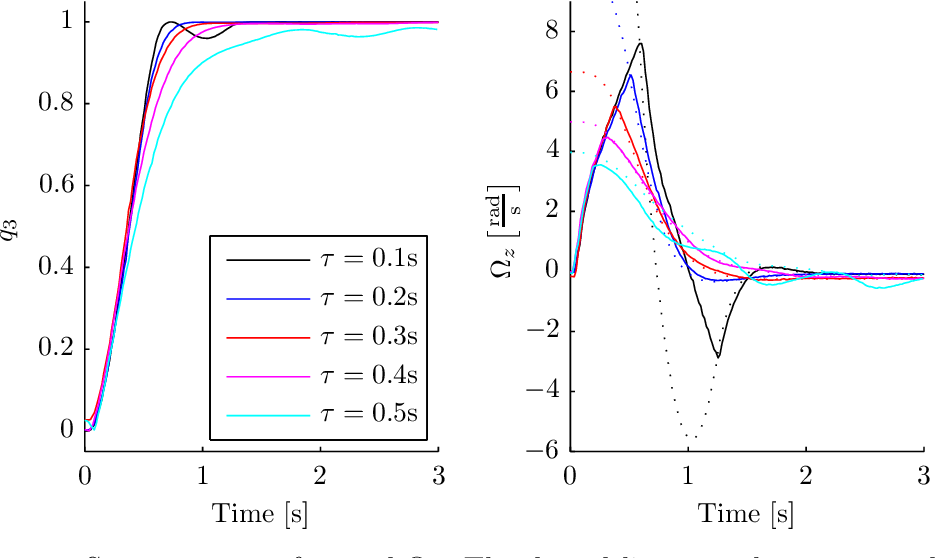 1
0.8
0.6
0.4
0.2
0
q3
τ = 0.1s
τ = 0.2s
τ = 0.3s
τ = 0.4s
τ = 0.5s
0 1 2 3
Time [s]
8
6
4
2
0
−2
−4
−6
Ωz [rad/s]
0 1 2 3
Time [s]